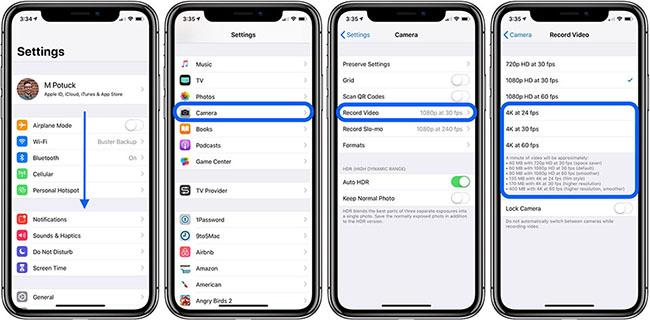 3:34
Settings
M Potuck
Apple ID, iCloud, iTunes & App Store
Airplane Mode
Wi-Fi Buster Backup
Bluetooth On
Cellular
Personal Hotspot
Notifications
Sounds & Haptics
Do Not Disturb
Screen Time
General
3:35
Settings
Music
TV
Photos
Camera
Books
Podcasts
Game Center
TV Provider
1Password
9to5Mac
Airbnb
Amazon
American
Angry Birds 2
3:35
Settings Camera
Preserve Settings
Grid
Scan QR Codes
Record Video 1080p at 30 fps
Record Slo-mo 1080p at 240 fps
Formats
HDR (HIGH DYNAMIC RANGE)
Auto HDR
Keep Normal Photo
HDR blends the best parts of three separate exposures into
a single photo. Save the normally exposed photo in addition
to the HDR version.
3:35
Camera Record Video
720p HD at 30 fps
1080p HD at 30 fps
1080p HD at 60 fps
4K at 24 fps
4K at 30 fps
4K at 60 fps
A minute of video will be approximately:
• 40 MB with 720p HD at 30 fps (space saver)
• 60 MB with 1080p HD at 30 fps (default)
• 90 MB with 1080p HD at 60 fps (smoother)
• 135 MB with 4K at 24 fps (film style)
• 170 MB with 4K at 30 fps (higher resolution)
• 400 MB with 4K at 60 fps (higher resolution, smoother)
Lock Camera
Do not automatically switch between cameras while
recording video.